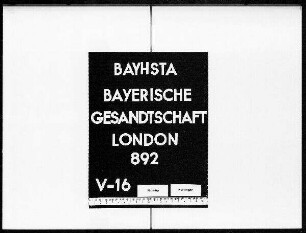 BAYHSTA
BAYERISCHE
GESANDTSCHAFT
LONDON
892
V-16